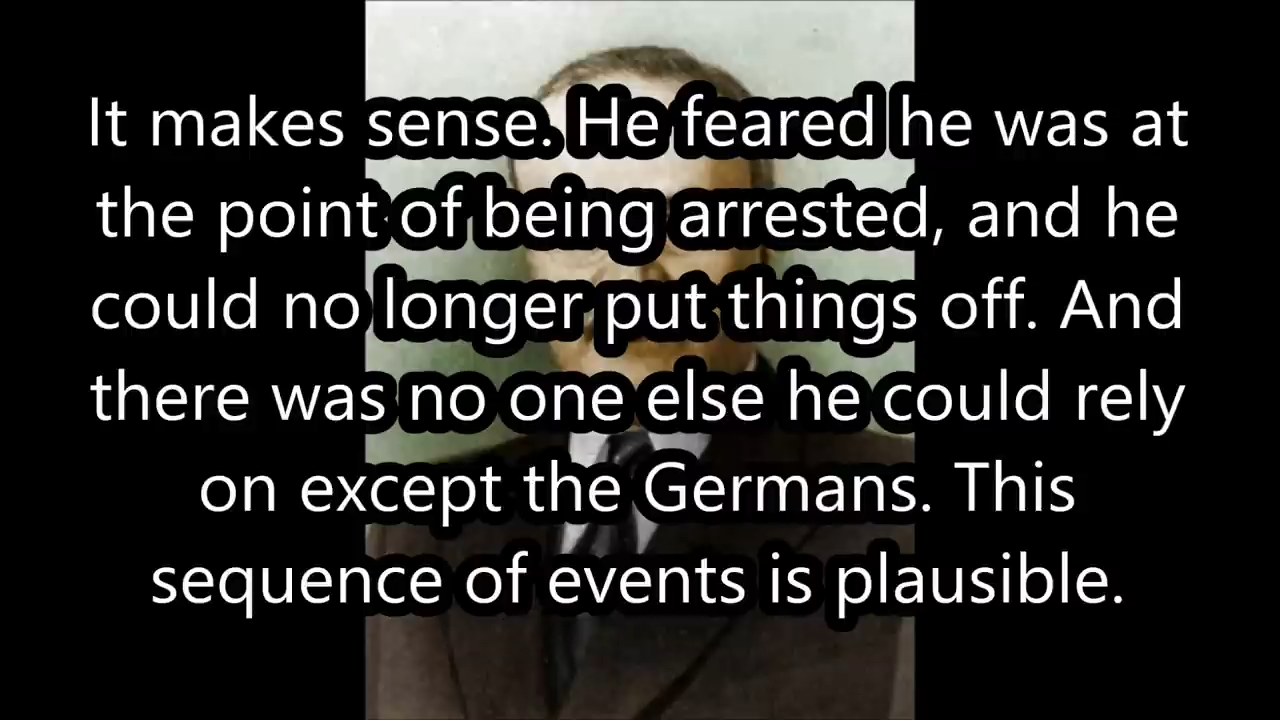 It makes sense. He feared he was at
the point of being arrested, and he
could no longer put things off. And
there was no one else he could rely
on except the Germans. This
sequence of events is plausible.